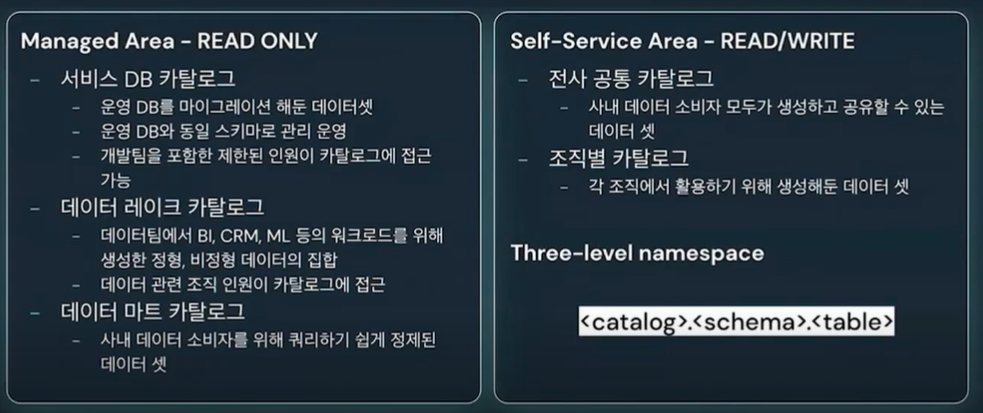 Managed Area - READ ONLY
- 서비스 DB 카탈로그
- 운영 DB를 마이그레이션 해둔 데이터셋
- 운영 DB와 동일 스키마로 관리 운영
- 개발팀을 포함한 제한된 인원이 카탈로그에 접근
가능
- 데이터 레이크 카탈로그
- 데이터팀에서 BI, CRM, ML 등의 워크로드를 위해
생성한 정형, 비정형 데이터의 집합
- 데이터 관련 조직 인원이 카탈로그에 접근
- 데이터 마트 카탈로그
- 사내 데이터 소비자를 위해 쿼리하기 쉽게 정제된
데이터 셋
Self-Service Area - READ/WRITE
- 전사 공통 카탈로그
- 사내 데이터 소비자 모두가 생성하고 공유할 수 있는
데이터 셋
- 조직별 카탈로그
- 각 조직에서 활용하기 위해 생성해둔 데이터 셋
Three-level namespace
<catalog>.<schema>.<table>